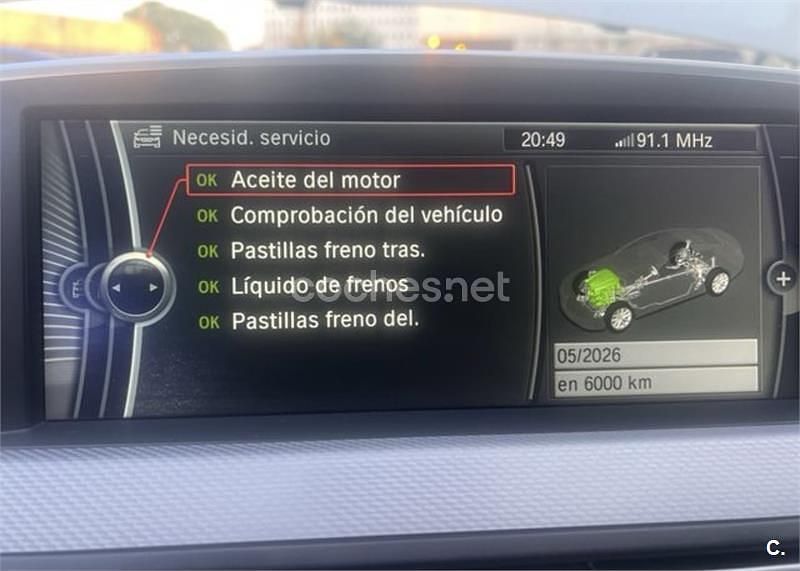 Necesid. servicio
20:49
91.1 MHz
OK Aceite del motor
OK Comprobación del vehículo
OK Pastillas freno tras.
OK Líquido de frenos
OK Pastillas freno del.
coches.net
05/2026
en 6000 km
C.